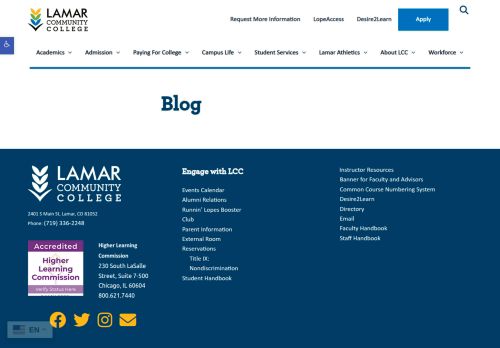 LAMAR
COMMUNITY
COLLEGE
Request More Information
LopeAccess
Desire2Learn
Apply
Academics
Admission
Paying For College
Campus Life
Student Services
Lamar Athletics
About LCC
Workforce
Blog
LAMAR
COMMUNITY
COLLEGE
2401 S Main St, Lamar, CO 81052
Phone: (719) 336-2248
Accredited
Higher
Learning
Commission
Verify Status Here
Higher Learning
Commission
230 South LaSalle
Street, Suite 7-500
Chicago, IL 60604
800.621.7440
Engage with LCC
Events Calendar
Alumni Relations
Runnin' Lopes Booster
Club
Parent Information
External Room
Reservations
Title IX:
Nondiscrimination
Student Handbook
Instructor Resources
Banner for Faculty and Advisors
Common Course Numbering System
Desire2Learn
Directory
Email
Faculty Handbook
Staff Handbook
EN